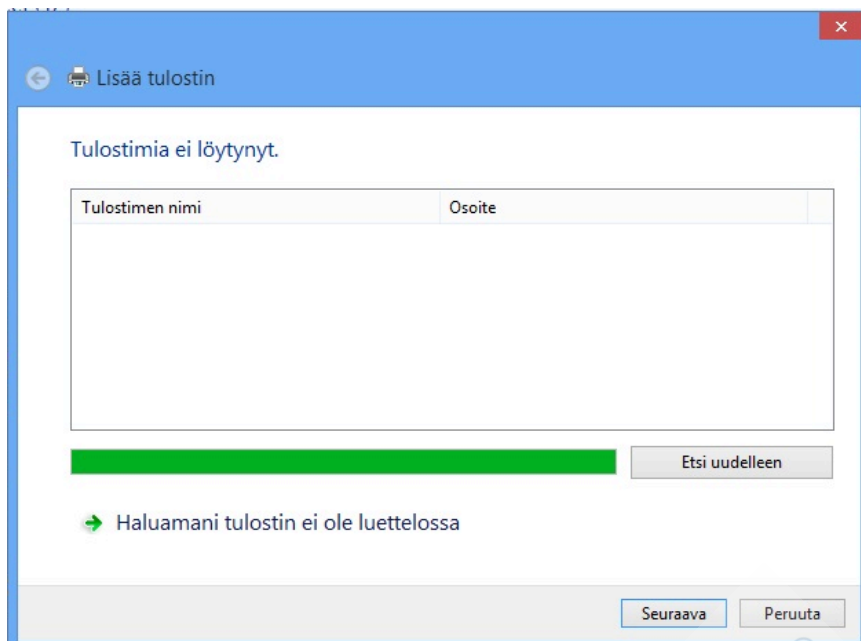 Lisää tulostin
Tulostimia ei löytynyt.
Tulostimen nimi Osoite
Etsi uudelleen
Haluamani tulostin ei ole luettelossa
Seuraava Peruuta